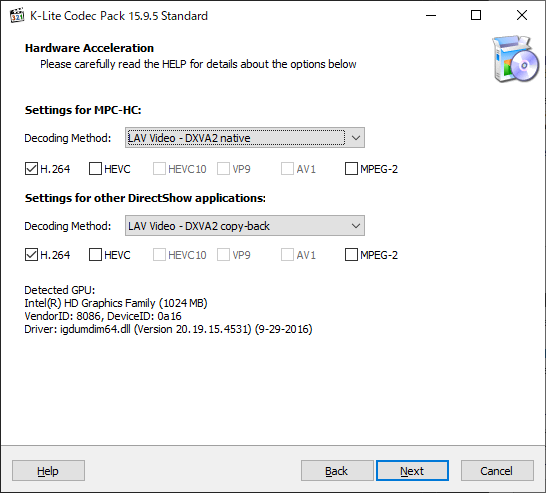 K-Lite Codec Pack 15.9.5 Standard
Hardware Acceleration
Please carefully read the HELP for details about the options below
Settings for MPC-HC:
Decoding Method: LAV Video - DXVA2 native
H.264 HEVC HEVC10 VP9 AV1 MPEG-2
Settings for other DirectShow applications:
Decoding Method: LAV Video - DXVA2 copy-back
H.264 HEVC HEVC10 VP9 AV1 MPEG-2
Detected GPU:
Intel(R) HD Graphics Family (1024 MB)
VendorID: 8086, DeviceID: 0a16
Driver: igdumdim64.dll (Version 20.19.15.4531) (9-29-2016)
Help Back Next Cancel